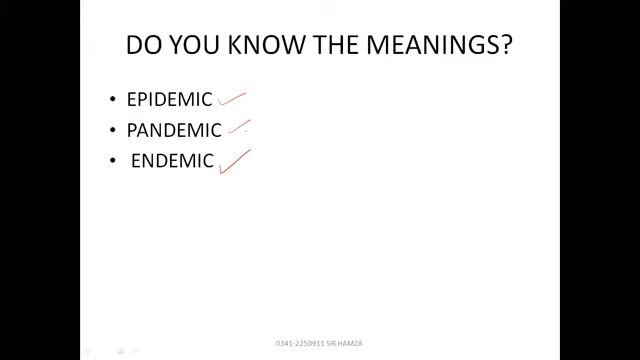 DO YOU KNOW THE MEANINGS?
• EPIDEMIC
• PANDEMIC
• ENDEMIC
0341-2250911 SIR HAMZA